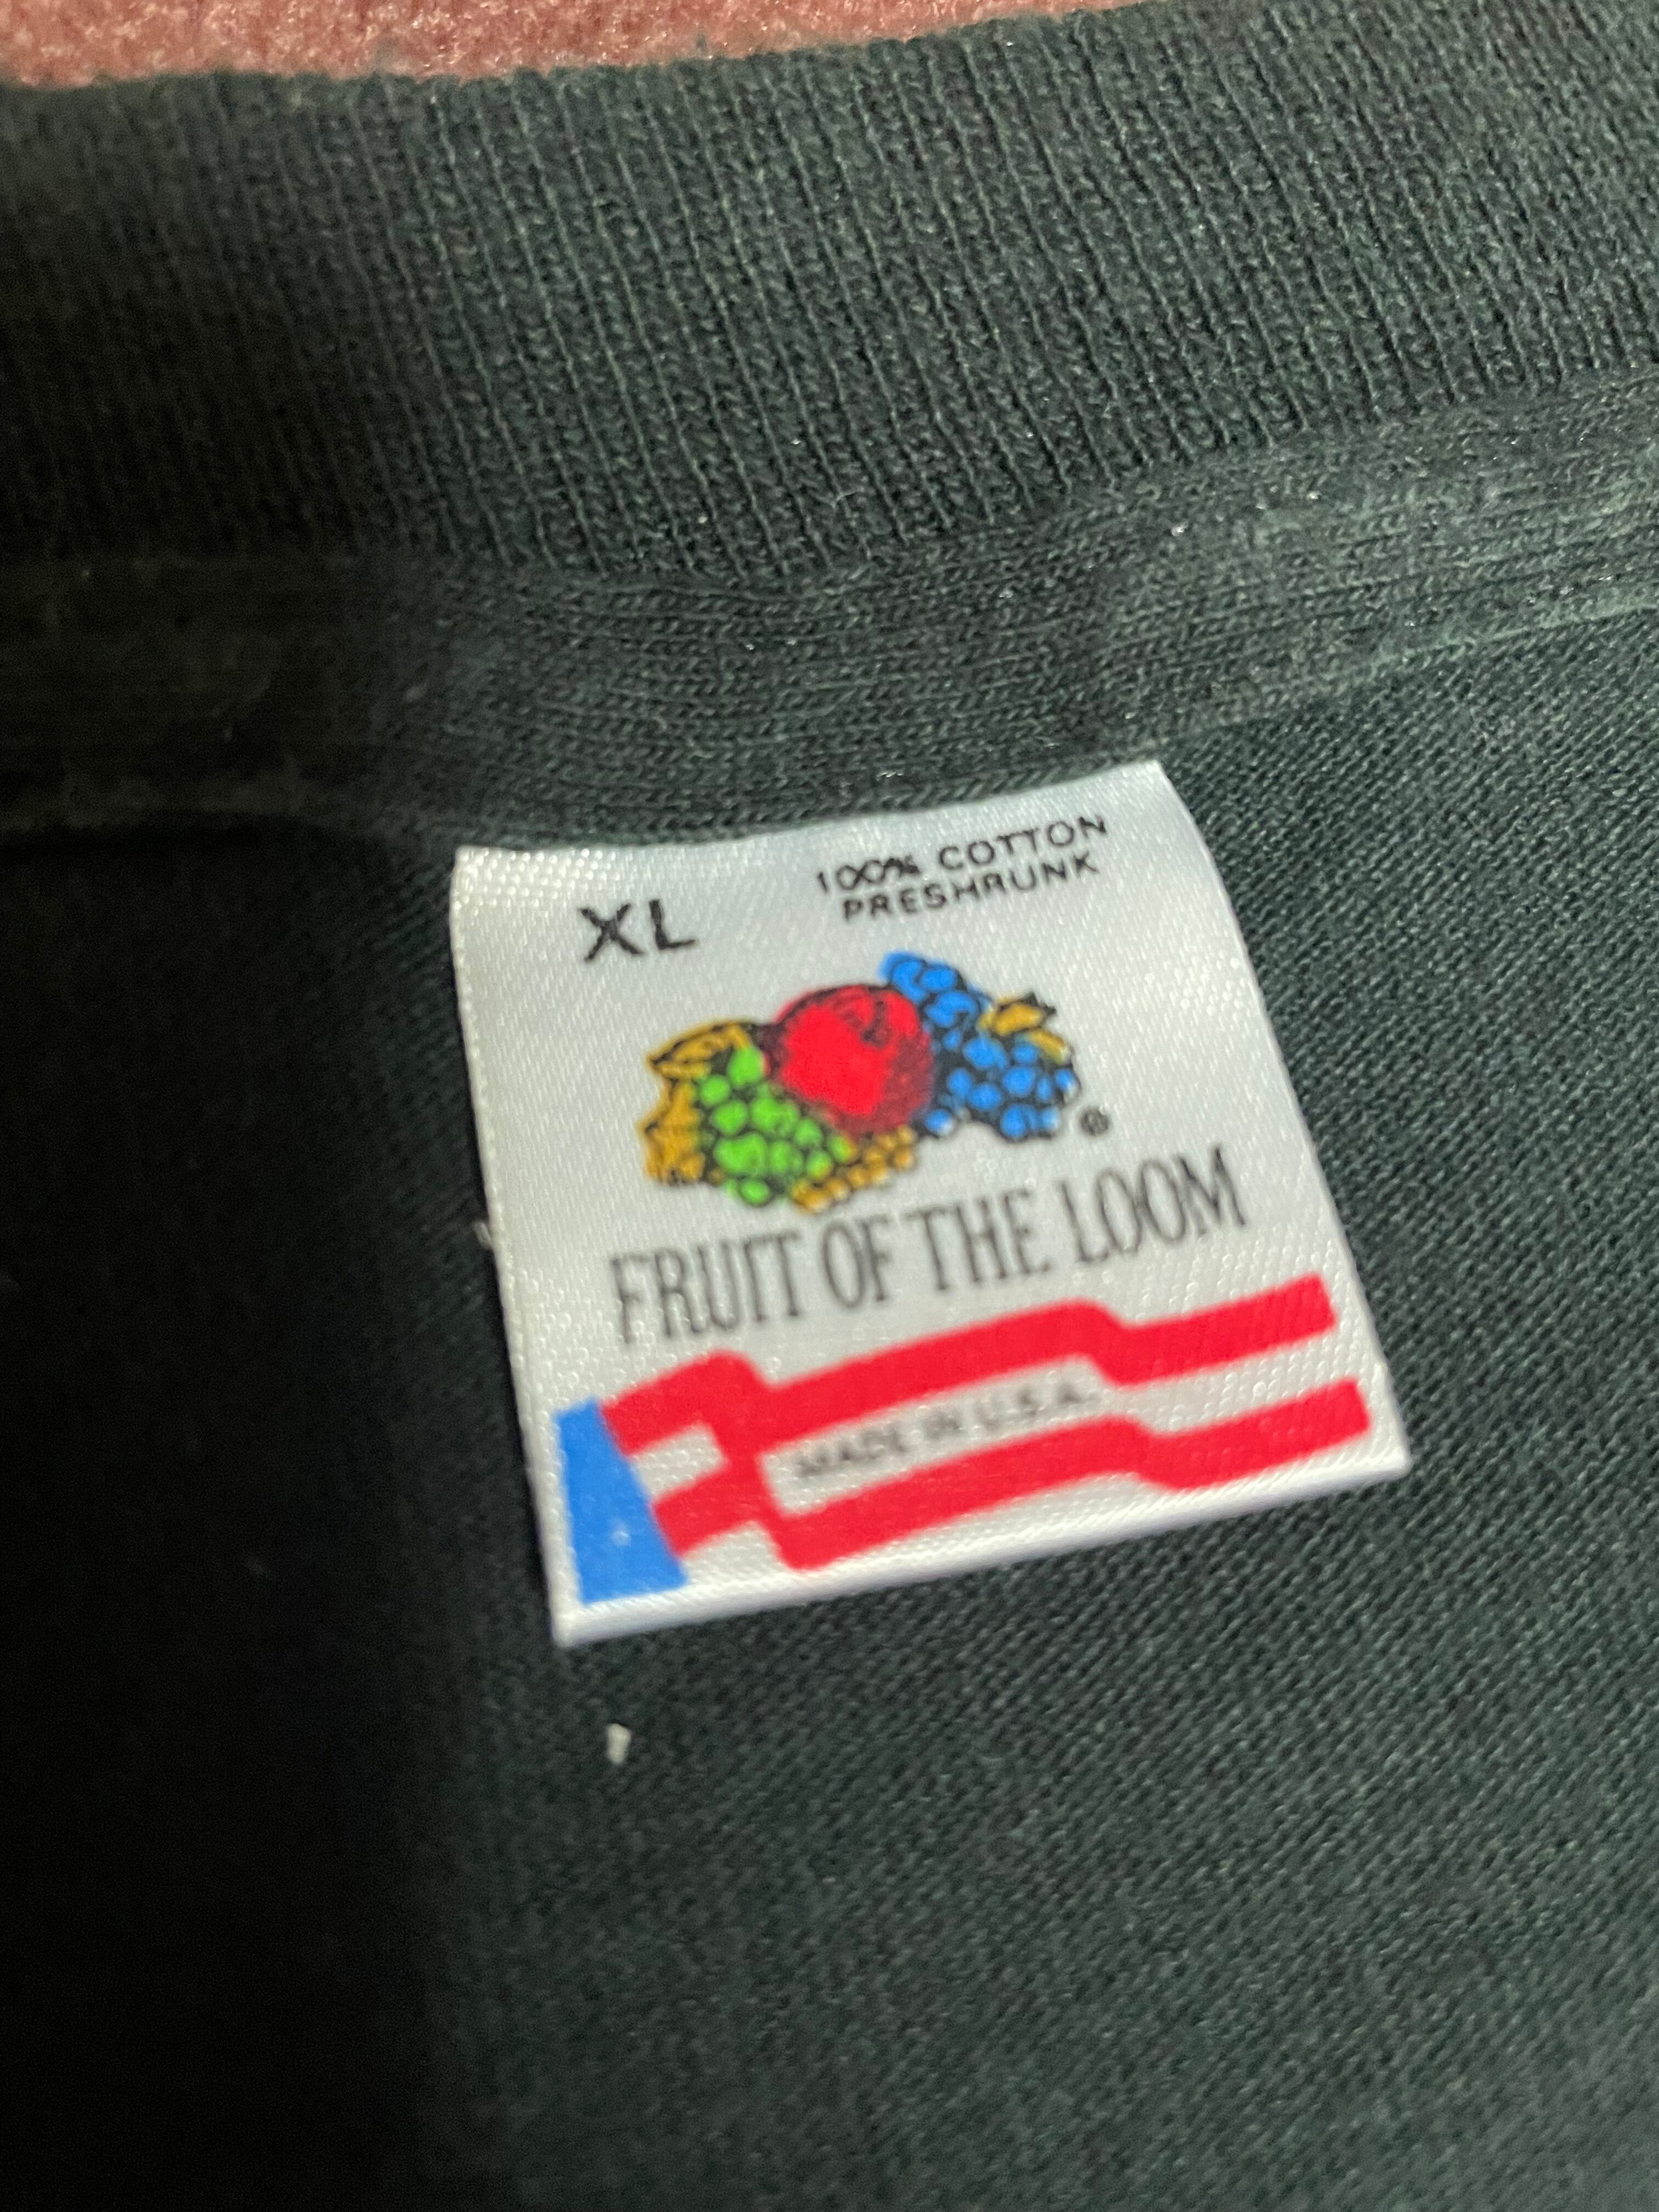 XL
100% COTTON
PRESHRUNK
®
FRUIT OF THE LOOM
MADE IN U.S.A.